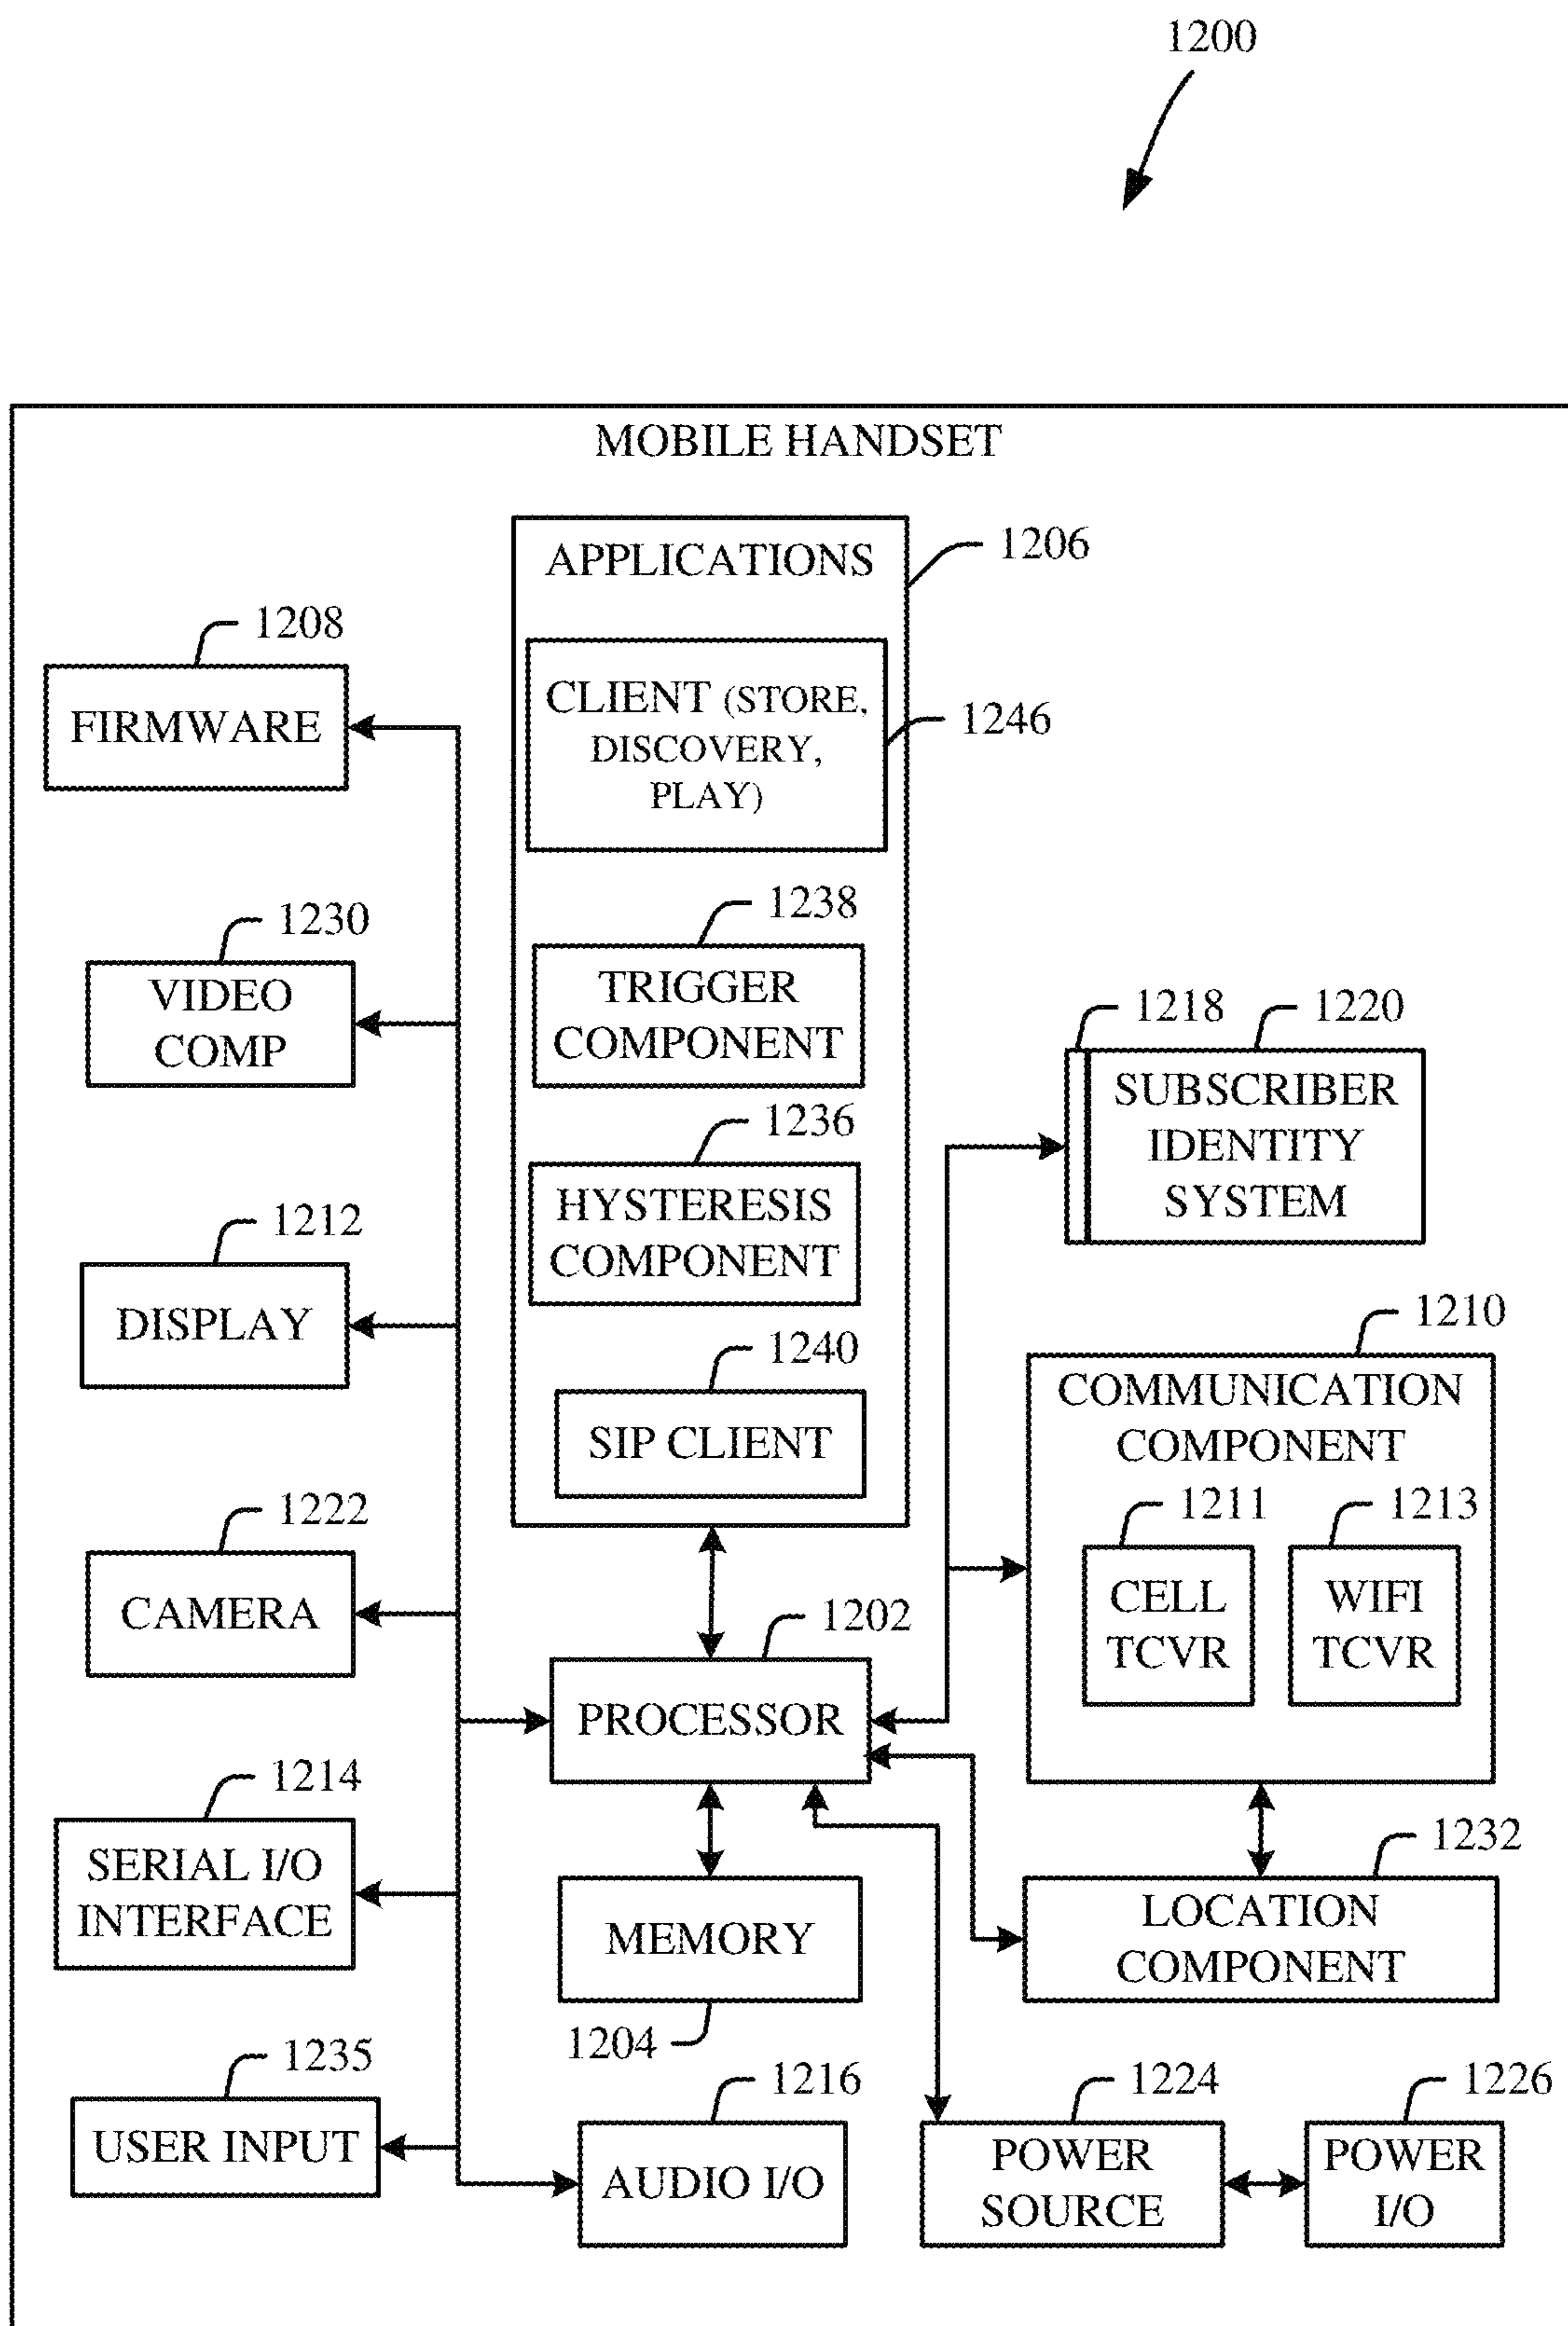 1200
MOBILE HANDSET
APPLICATIONS
1206
1208
FIRMWARE
CLIENT (STORE,
DISCOVERY,
PLAY)
1246
1230
VIDEO
COMP
1238
TRIGGER
COMPONENT
1218
1220
SUBSCRIBER
IDENTITY
SYSTEM
1236
HYSTERESIS
COMPONENT
1212
DISPLAY
1240
SIP CLIENT
1210
COMMUNICATION
COMPONENT
1211
CELL
TCVR
1213
WIFI
TCVR
1222
CAMERA
1202
PROCESSOR
1214
SERIAL I/O
INTERFACE
MEMORY
1204
1232
LOCATION
COMPONENT
1235
USER INPUT
1216
AUDIO I/O
1224
POWER
SOURCE
1226
POWER
I/O